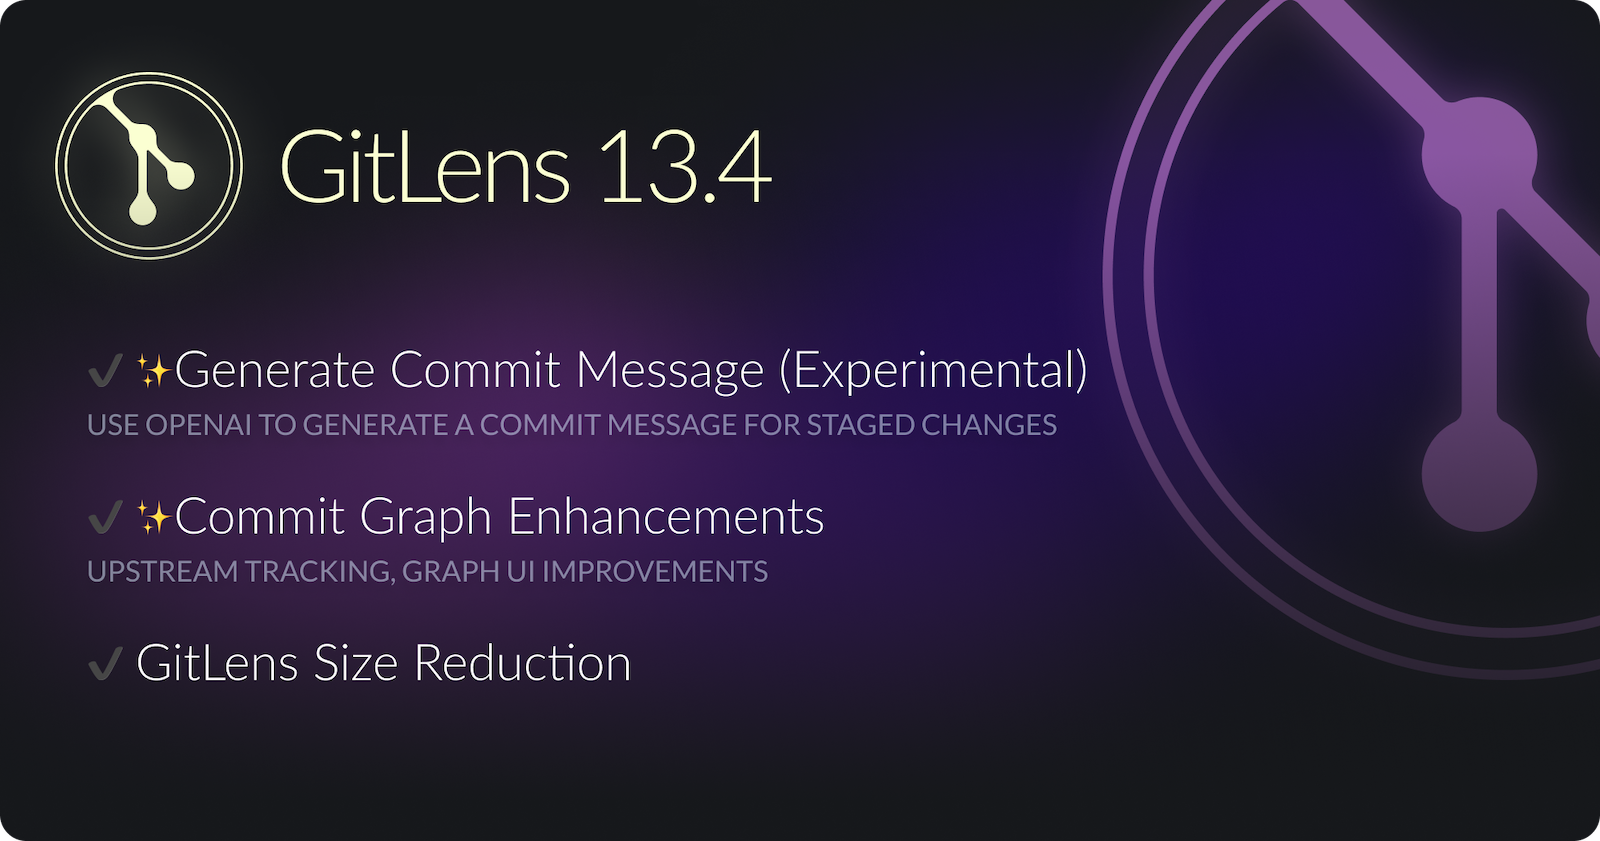 GitLens 13.4
✔ ✨Generate Commit Message (Experimental)
USE OPENAI TO GENERATE A COMMIT MESSAGE FOR STAGED CHANGES
✔ ✨Commit Graph Enhancements
UPSTREAM TRACKING, GRAPH UI IMPROVEMENTS
✔ GitLens Size Reduction